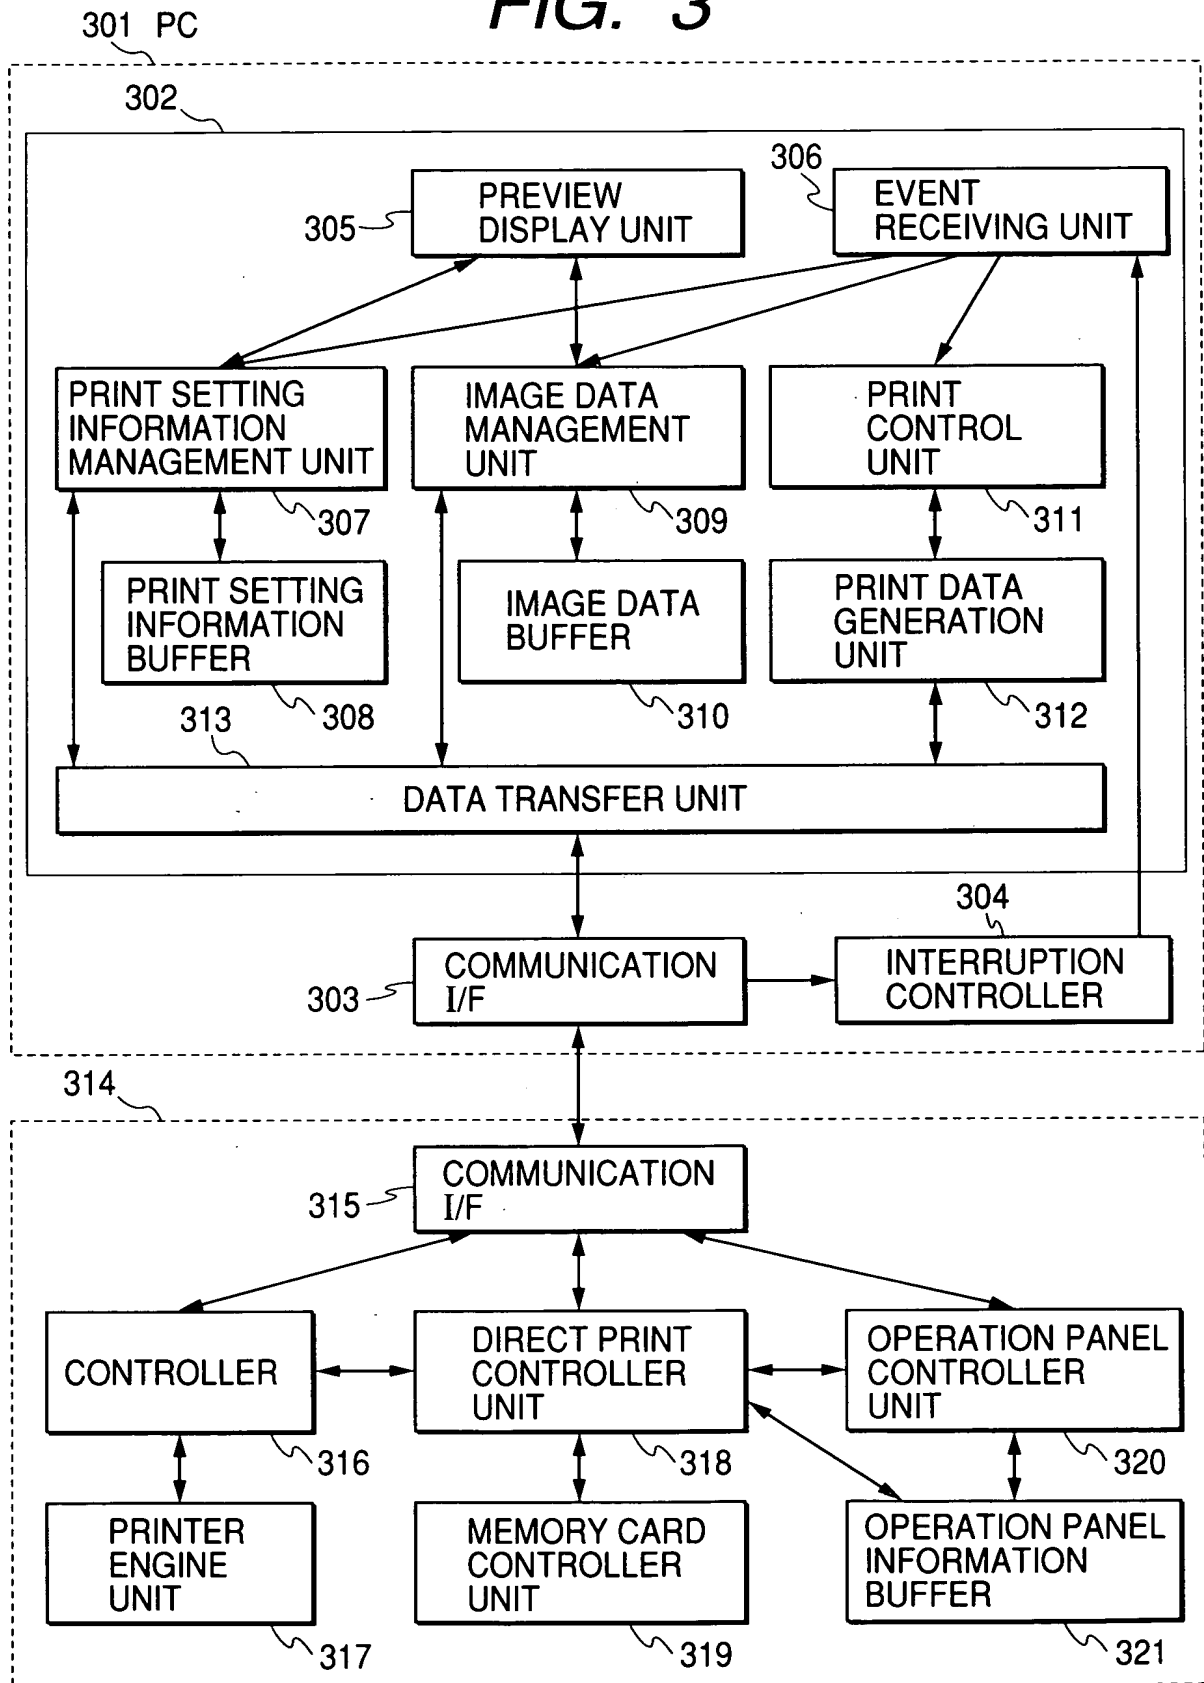 FIG. 3
301 PC
302
306
PREVIEW
DISPLAY UNIT
305
EVENT
RECEIVING UNIT
PRINT SETTING
INFORMATION
MANAGEMENT UNIT
307
IMAGE DATA
MANAGEMENT
UNIT
309
PRINT
CONTROL
UNIT
311
PRINT SETTING
INFORMATION
BUFFER
308
IMAGE DATA
BUFFER
310
PRINT DATA
GENERATION
UNIT
312
313
DATA TRANSFER UNIT
304
COMMUNICATION
I/F
303
INTERRUPTION
CONTROLLER
314
COMMUNICATION
I/F
315
CONTROLLER
316
DIRECT PRINT
CONTROLLER
UNIT
318
OPERATION PANEL
CONTROLLER
UNIT
320
PRINTER
ENGINE
UNIT
317
MEMORY CARD
CONTROLLER
UNIT
319
OPERATION PANEL
INFORMATION
BUFFER
321